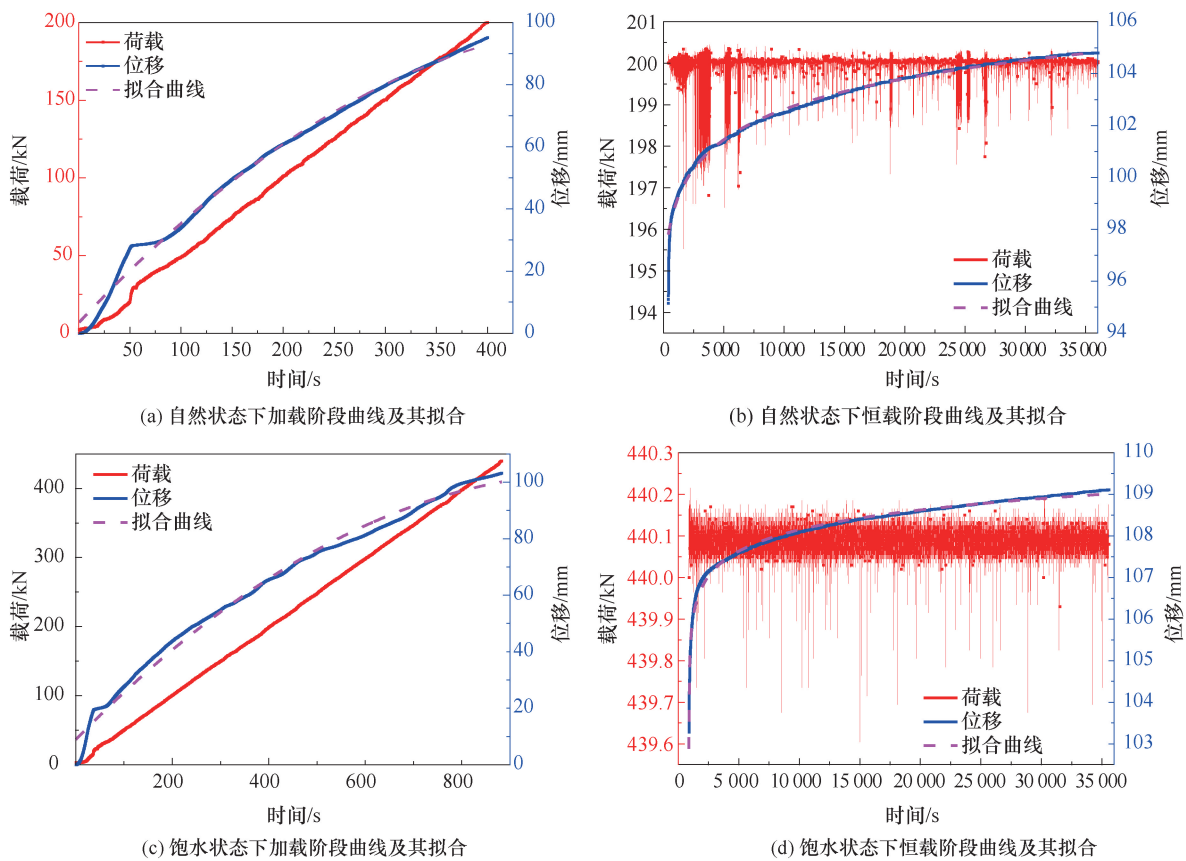 200
150
100
50
0
载荷/kN
荷载
位移
拟合曲线
100
80
60
40
20
0
位移/mm
50 100 150 200 250 300 350 400
时间/s
(a) 自然状态下加载阶段曲线及其拟合
201
200
199
198
197
196
195
194
载荷/kN
荷载
位移
拟合曲线
106
104
102
100
98
96
94
位移/mm
0 5 000 10 000 15 000 20 000 25 000 30 000 35 000
时间/s
(b) 自然状态下恒载阶段曲线及其拟合
400
300
200
100
0
载荷/kN
荷载
位移
拟合曲线
100
80
60
40
20
0
位移/mm
200 400 600 800
时间/s
(c) 饱水状态下加载阶段曲线及其拟合
440.3
440.2
440.1
440.0
439.9
439.8
439.7
439.6
载荷/kN
荷载
位移
拟合曲线
110
109
108
107
106
105
104
103
位移/mm
0 5 000 10 000 15 000 20 000 25 000 30 000 35 000
时间/s
(d) 饱水状态下恒载阶段曲线及其拟合